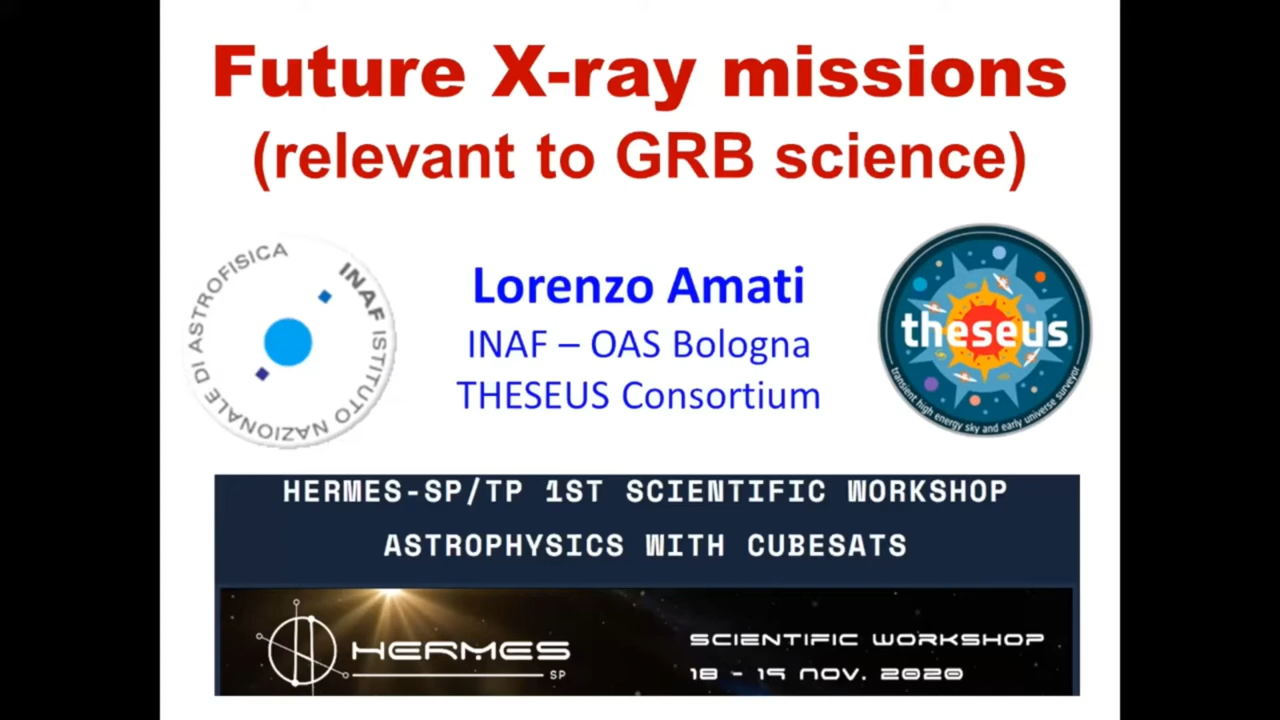 Future X-ray missions
(relevant to GRB science)
INAF ISTITUTO NAZIONALE DI ASTROFISICA
Lorenzo Amati
INAF – OAS Bologna
THESEUS Consortium
theseus
transient high energy sky and early universe surveyor
HERMES-SP/TP 1ST SCIENTIFIC WORKSHOP
ASTROPHYSICS WITH CUBESATS
HERMES
SP
SCIENTIFIC WORKSHOP
18 - 19 NOV. 2020